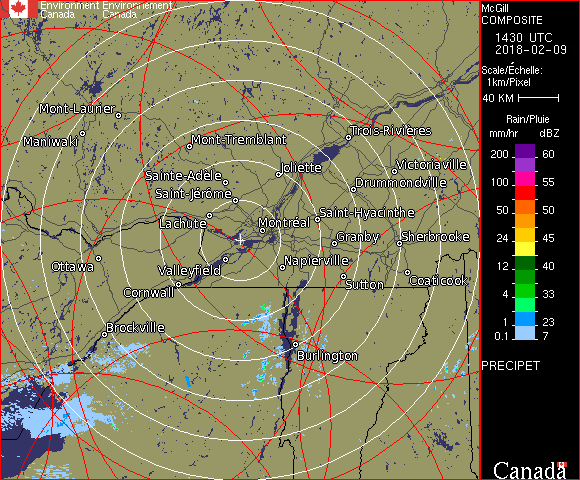 Environment Environnement
Canada Canada
McGill
COMPOSITE
1430 UTC
2018-02-09
Scale/Échelle:
1km/Pixel
40 KM
Rain/Pluie
mm/hr dBZ
200 60
100 55
50 50
24 45
12 40
4 33
1 23
0.1 7
PRECIPET
Canada
Mont-Laurier
Maniwaki
Mont-Tremblant
Trois-Rivières
Joliette
Victoriaville
Sainte-Adèle
Drummondville
Saint-Jérôme
Lachute
Saint-Hyacinthe
Montréal
Granby
Sherbrooke
Ottawa
Valleyfield
Napierville
Cornwall
Sutton
Coaticook
Brockville
Burlington